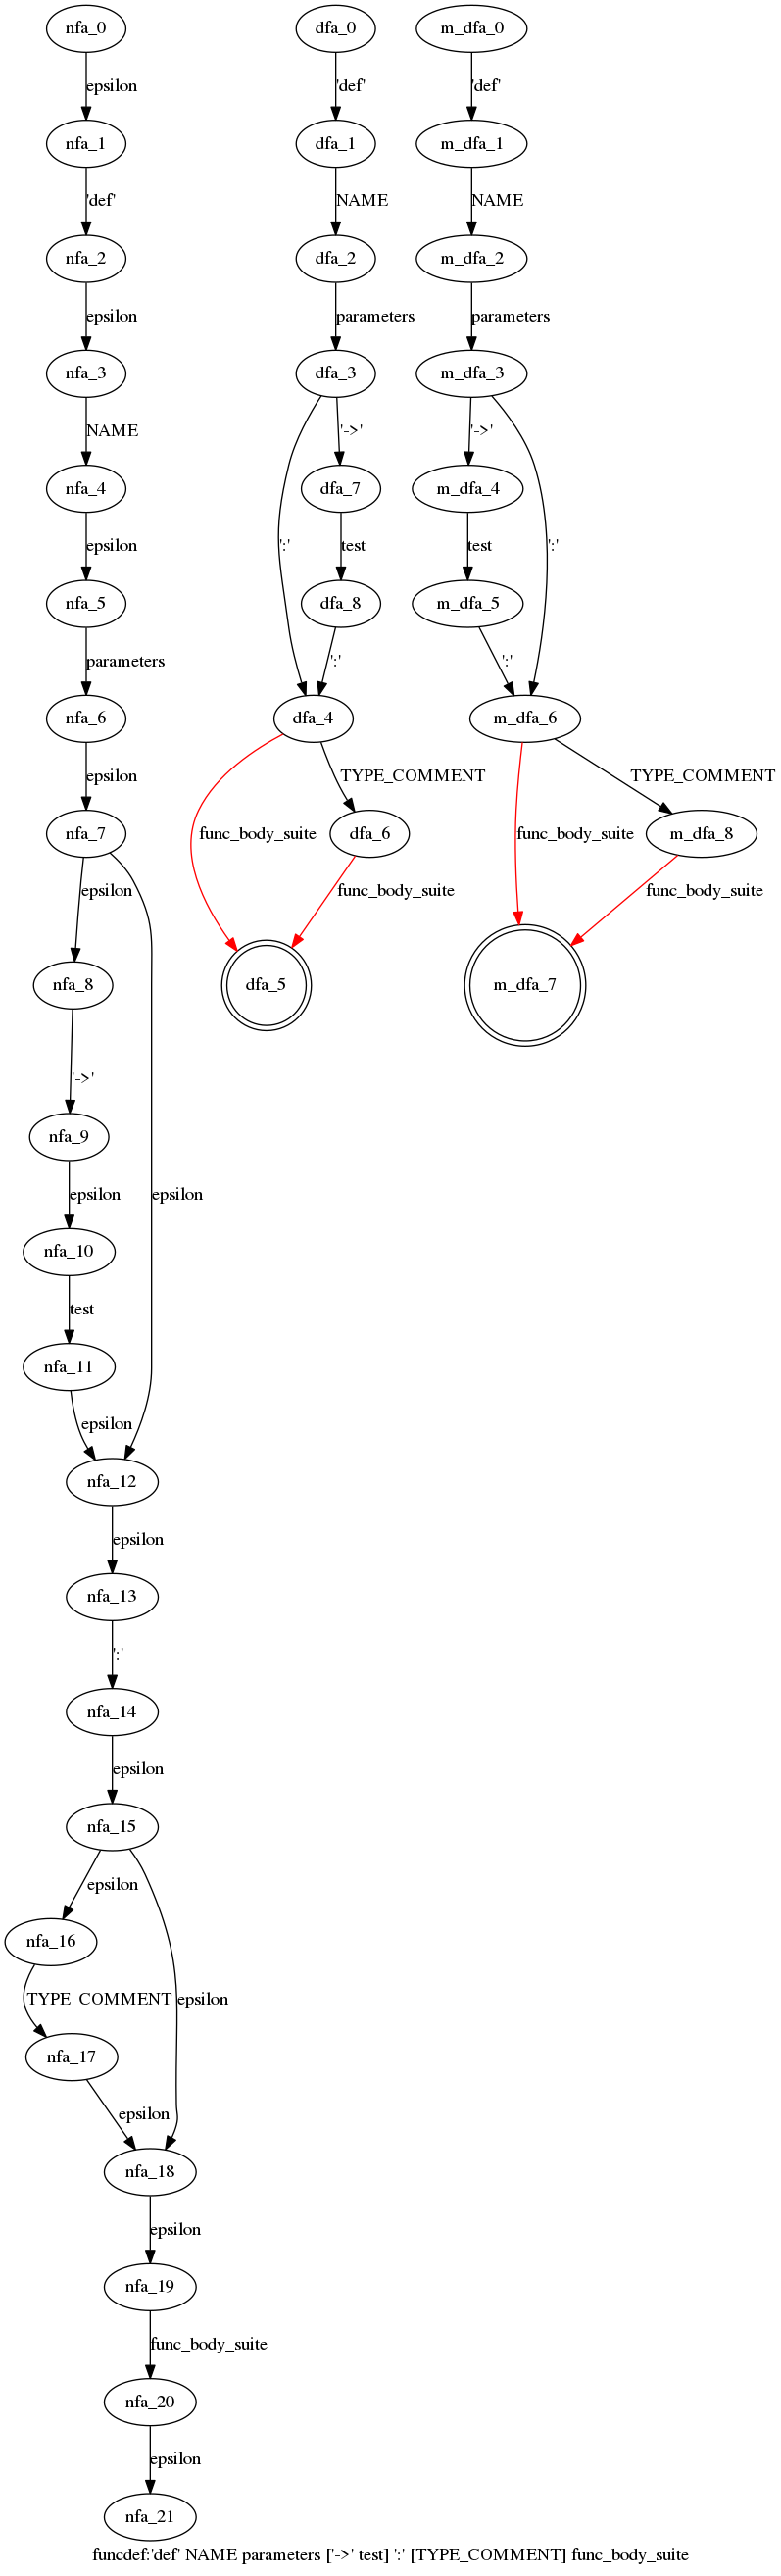 nfa_0
epsilon
nfa_1
'def'
nfa_2
epsilon
nfa_3
NAME
nfa_4
epsilon
nfa_5
parameters
nfa_6
epsilon
nfa_7
epsilon
nfa_8
'->'
nfa_9
epsilon
epsilon
nfa_10
test
nfa_11
epsilon
nfa_12
epsilon
nfa_13
':'
nfa_14
epsilon
nfa_15
epsilon
nfa_16
TYPE_COMMENT
epsilon
nfa_17
epsilon
nfa_18
epsilon
nfa_19
func_body_suite
nfa_20
epsilon
nfa_21
dfa_0
'def'
dfa_1
NAME
dfa_2
parameters
dfa_3
'->'
dfa_7
':'
test
dfa_8
':'
dfa_4
TYPE_COMMENT
func_body_suite
dfa_6
func_body_suite
dfa_5
m_dfa_0
'def'
m_dfa_1
NAME
m_dfa_2
parameters
m_dfa_3
'->'
m_dfa_4
test
':'
m_dfa_5
':'
m_dfa_6
TYPE_COMMENT
func_body_suite
m_dfa_8
func_body_suite
m_dfa_7
funcdef:'def' NAME parameters ['->' test] ':' [TYPE_COMMENT] func_body_suite